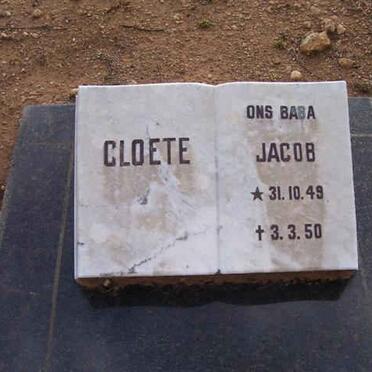 CLOETE
ONS BABA
JACOB
★ 31.10.49
✝ 3.3.50